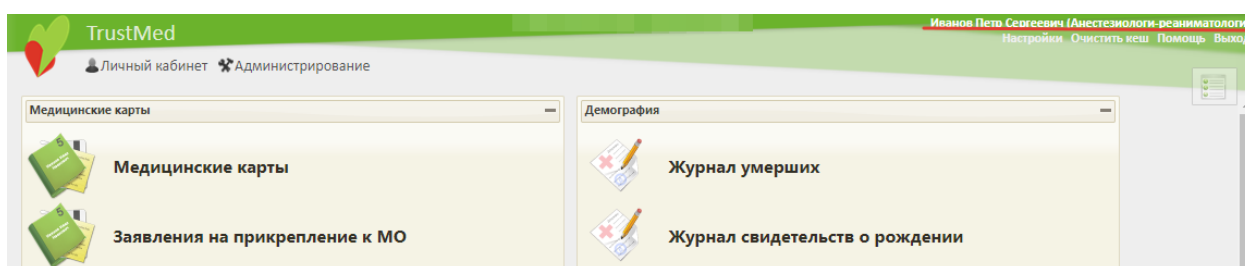 TrustMed
Иванов Петр Сергеевич (Анестезиологи-реаниматологи
Настройки Очистить кеш Помощь Выход
Личный кабинет Администрирование
Медицинские карты
Демография
Медицинские карты
Журнал умерших
Заявления на прикрепление к МО
Журнал свидетельств о рождении